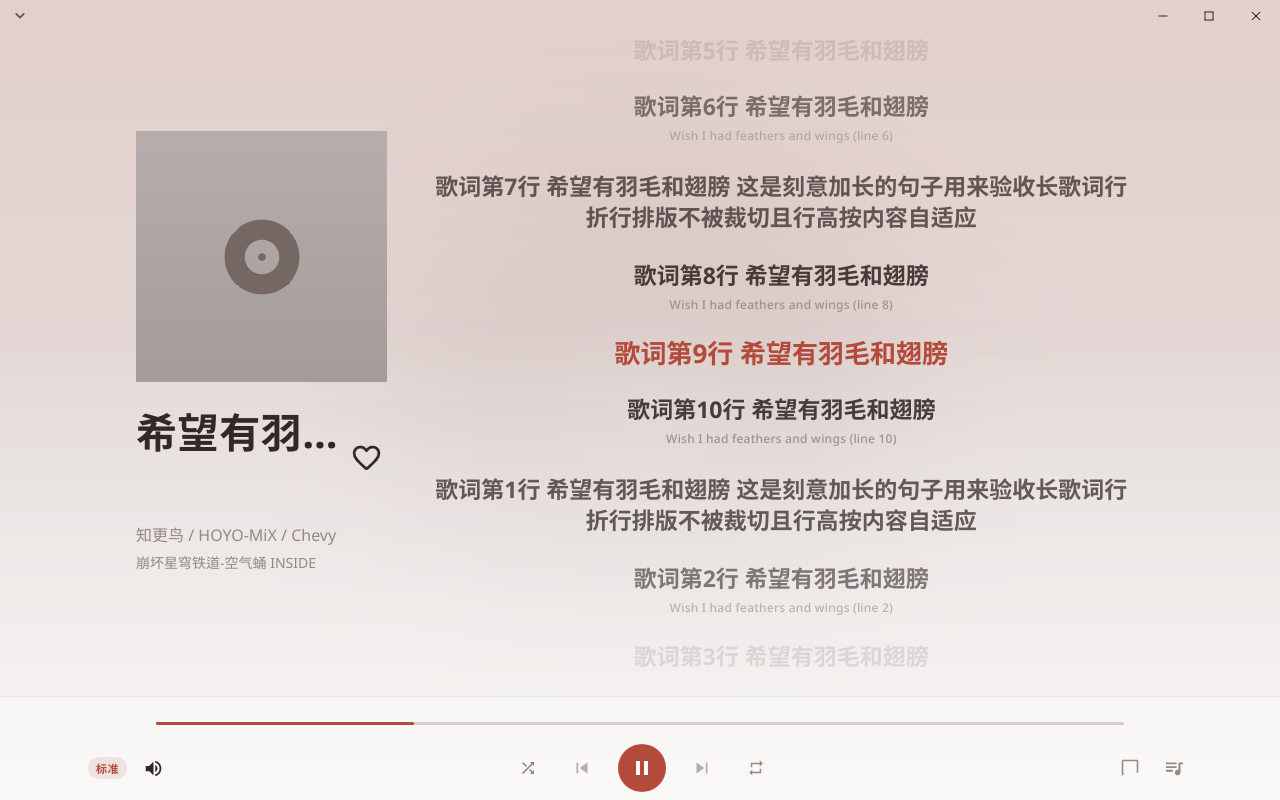 歌词第5行 希望有羽毛和翅膀
歌词第6行 希望有羽毛和翅膀
Wish I had feathers and wings (line 6)
歌词第7行 希望有羽毛和翅膀 这是刻意加长的句子用来验收长歌词行
折行排版不被裁切且行高按内容自适应
歌词第8行 希望有羽毛和翅膀
Wish I had feathers and wings (line 8)
歌词第9行 希望有羽毛和翅膀
歌词第10行 希望有羽毛和翅膀
Wish I had feathers and wings (line 10)
歌词第1行 希望有羽毛和翅膀 这是刻意加长的句子用来验收长歌词行
折行排版不被裁切且行高按内容自适应
歌词第2行 希望有羽毛和翅膀
Wish I had feathers and wings (line 2)
歌词第3行 希望有羽毛和翅膀
希望有羽...
知更鸟 / HOYO-MiX / Chevy
崩坏星穹铁道-空气蛹 INSIDE
标准